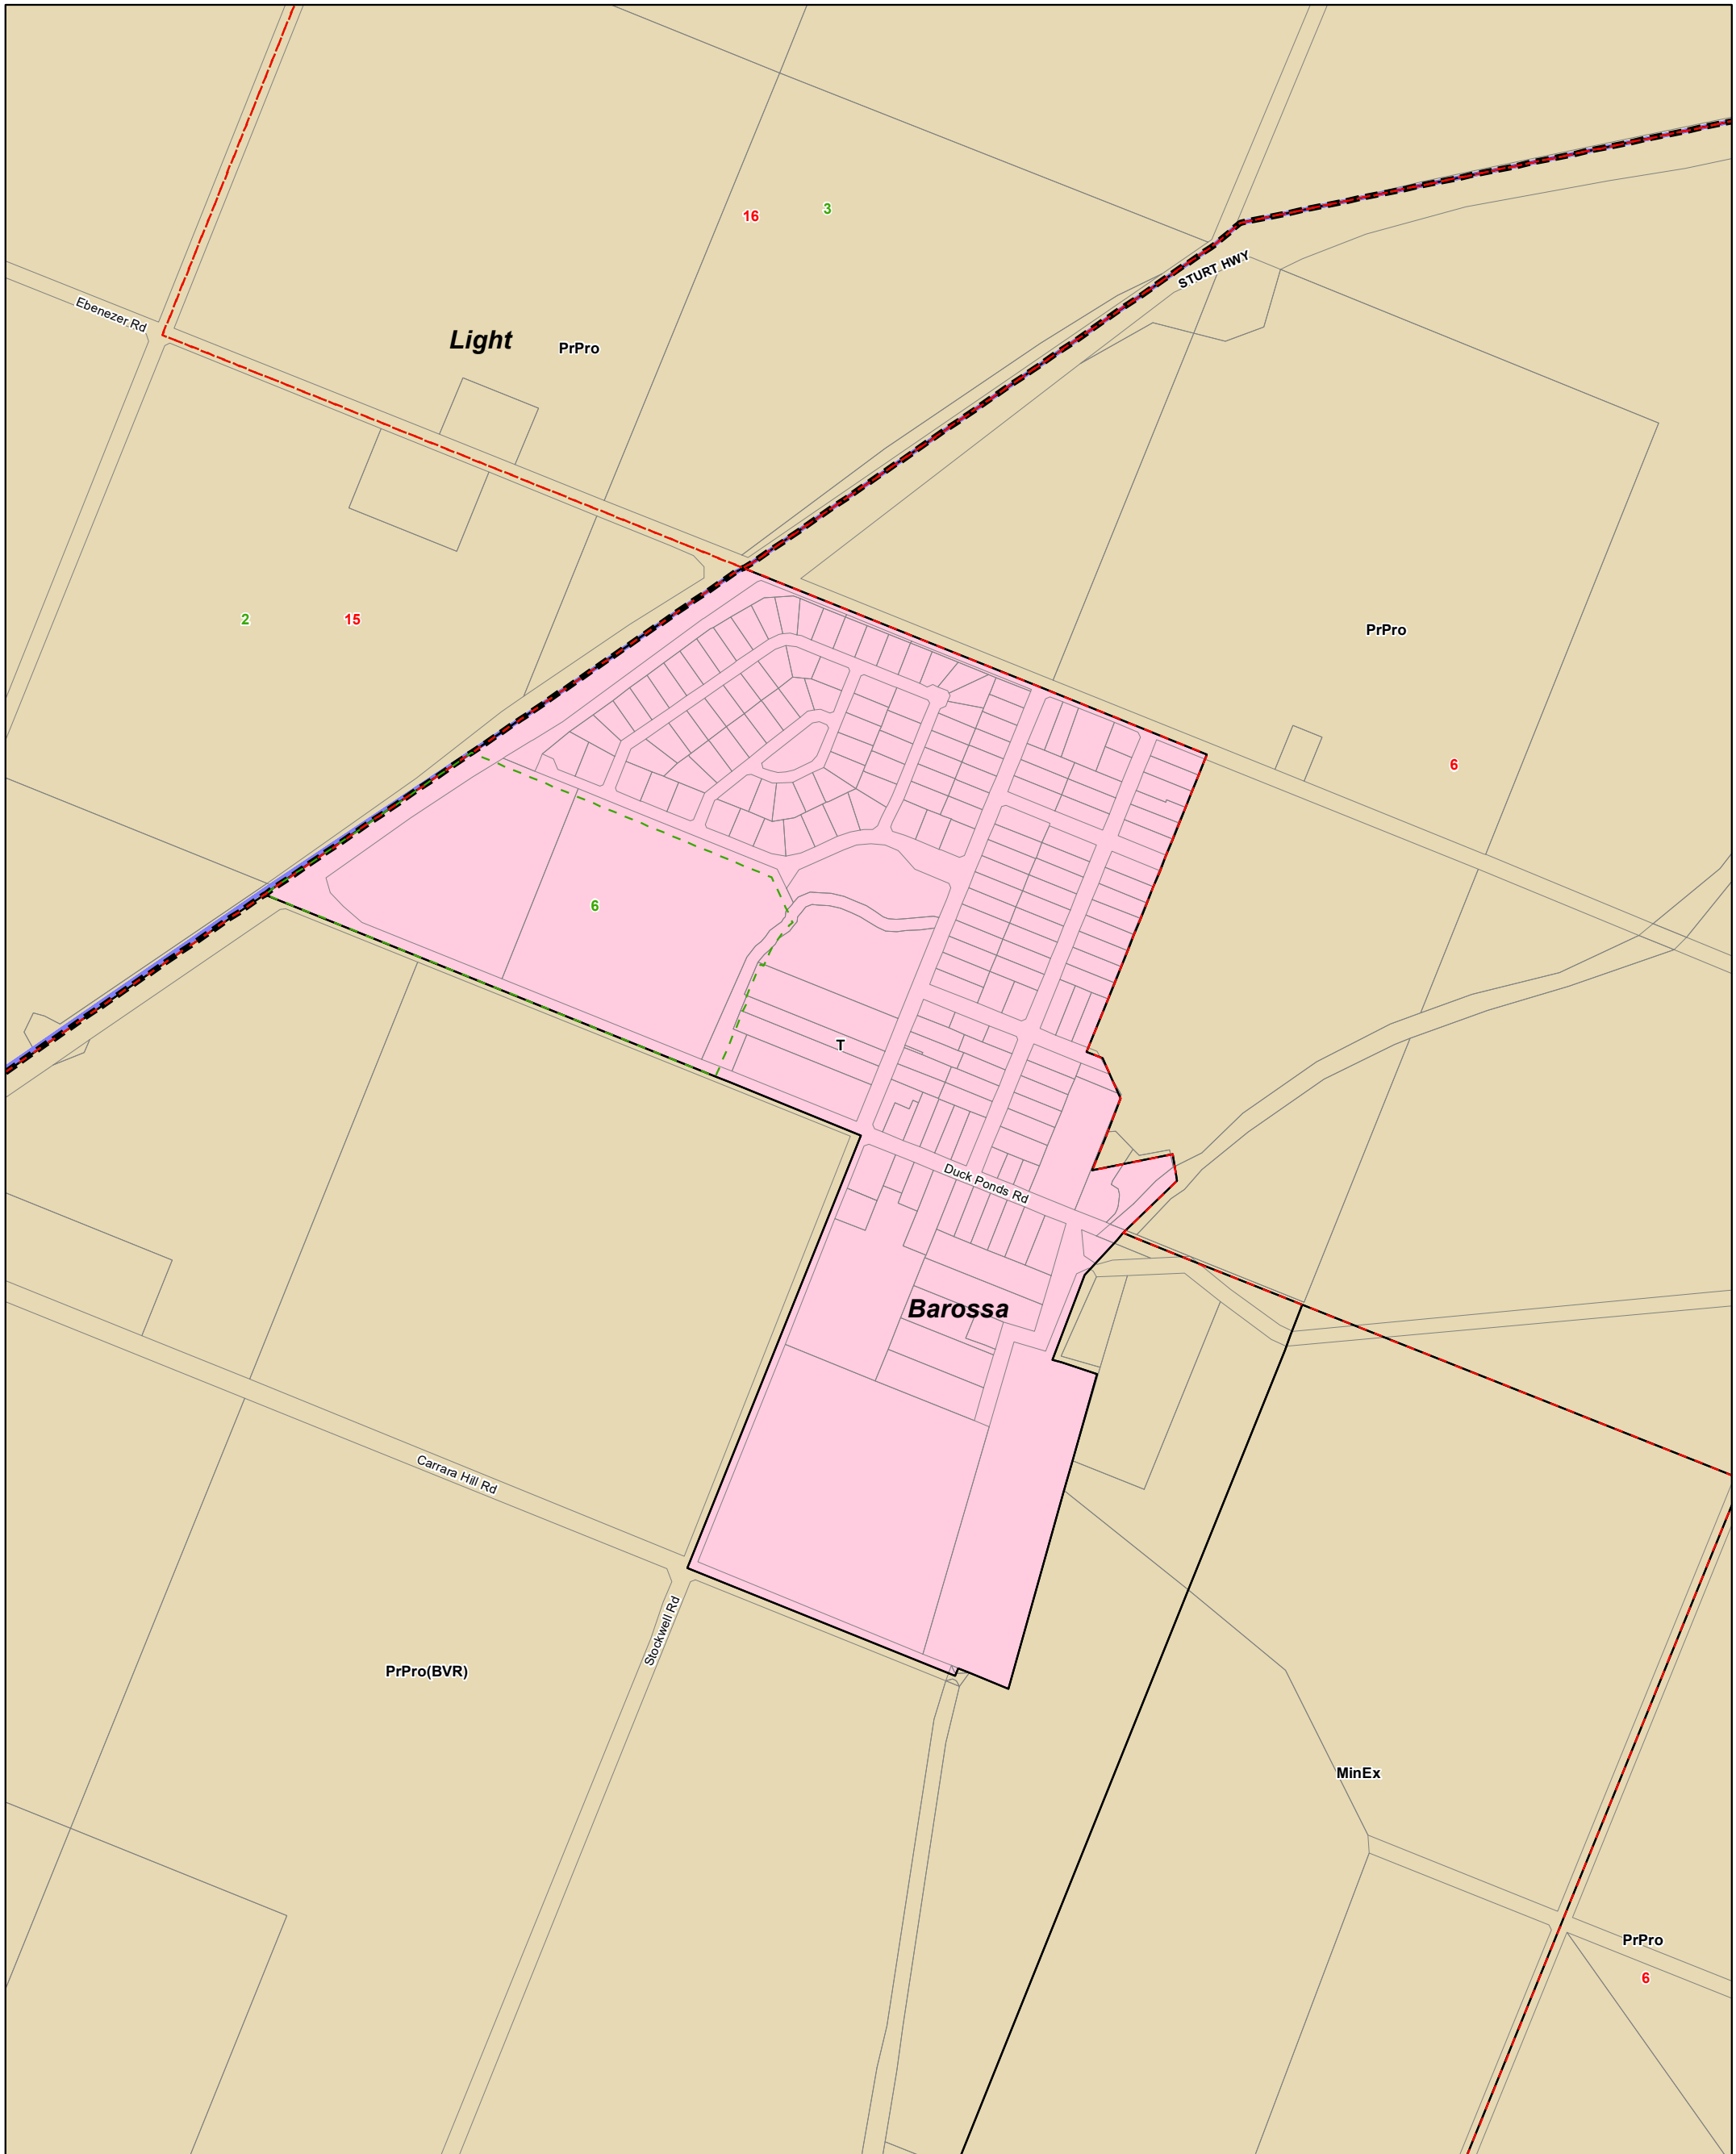 16
3
STURT HWY
Ebenezer Rd
Light
PrPro
2
15
PrPro
6
6
T
Duck Ponds Rd
Barossa
Carrara Hill Rd
Stockwell Rd
PrPro(BVR)
MinEx
PrPro
6